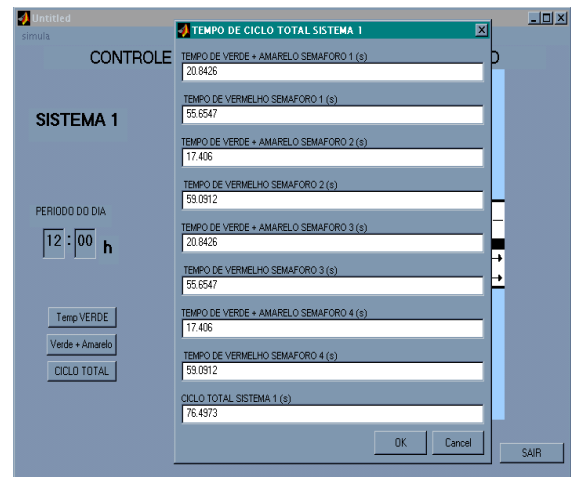 Untitled
simula
CONTROLE
O
SISTEMA 1
PERIODO DO DIA
12 : 00 h
Temp VERDE
Verde + Amarelo
CICLO TOTAL
TEMPO DE CICLO TOTAL SISTEMA 1
TEMPO DE VERDE + AMARELO SEMAFORO 1 (s)
20.8426
TEMPO DE VERMELHO SEMAFORO 1 (s)
55.6547
TEMPO DE VERDE + AMARELO SEMAFORO 2 (s)
17.406
TEMPO DE VERMELHO SEMAFORO 2 (s)
59.0912
TEMPO DE VERDE + AMARELO SEMAFORO 3 (s)
20.8426
TEMPO DE VERMELHO SEMAFORO 3 (s)
55.6547
TEMPO DE VERDE + AMARELO SEMAFORO 4 (s)
17.406
TEMPO DE VERMELHO SEMAFORO 4 (s)
59.0912
CICLO TOTAL SISTEMA 1 (s)
76.4973
OK
Cancel
SAIR